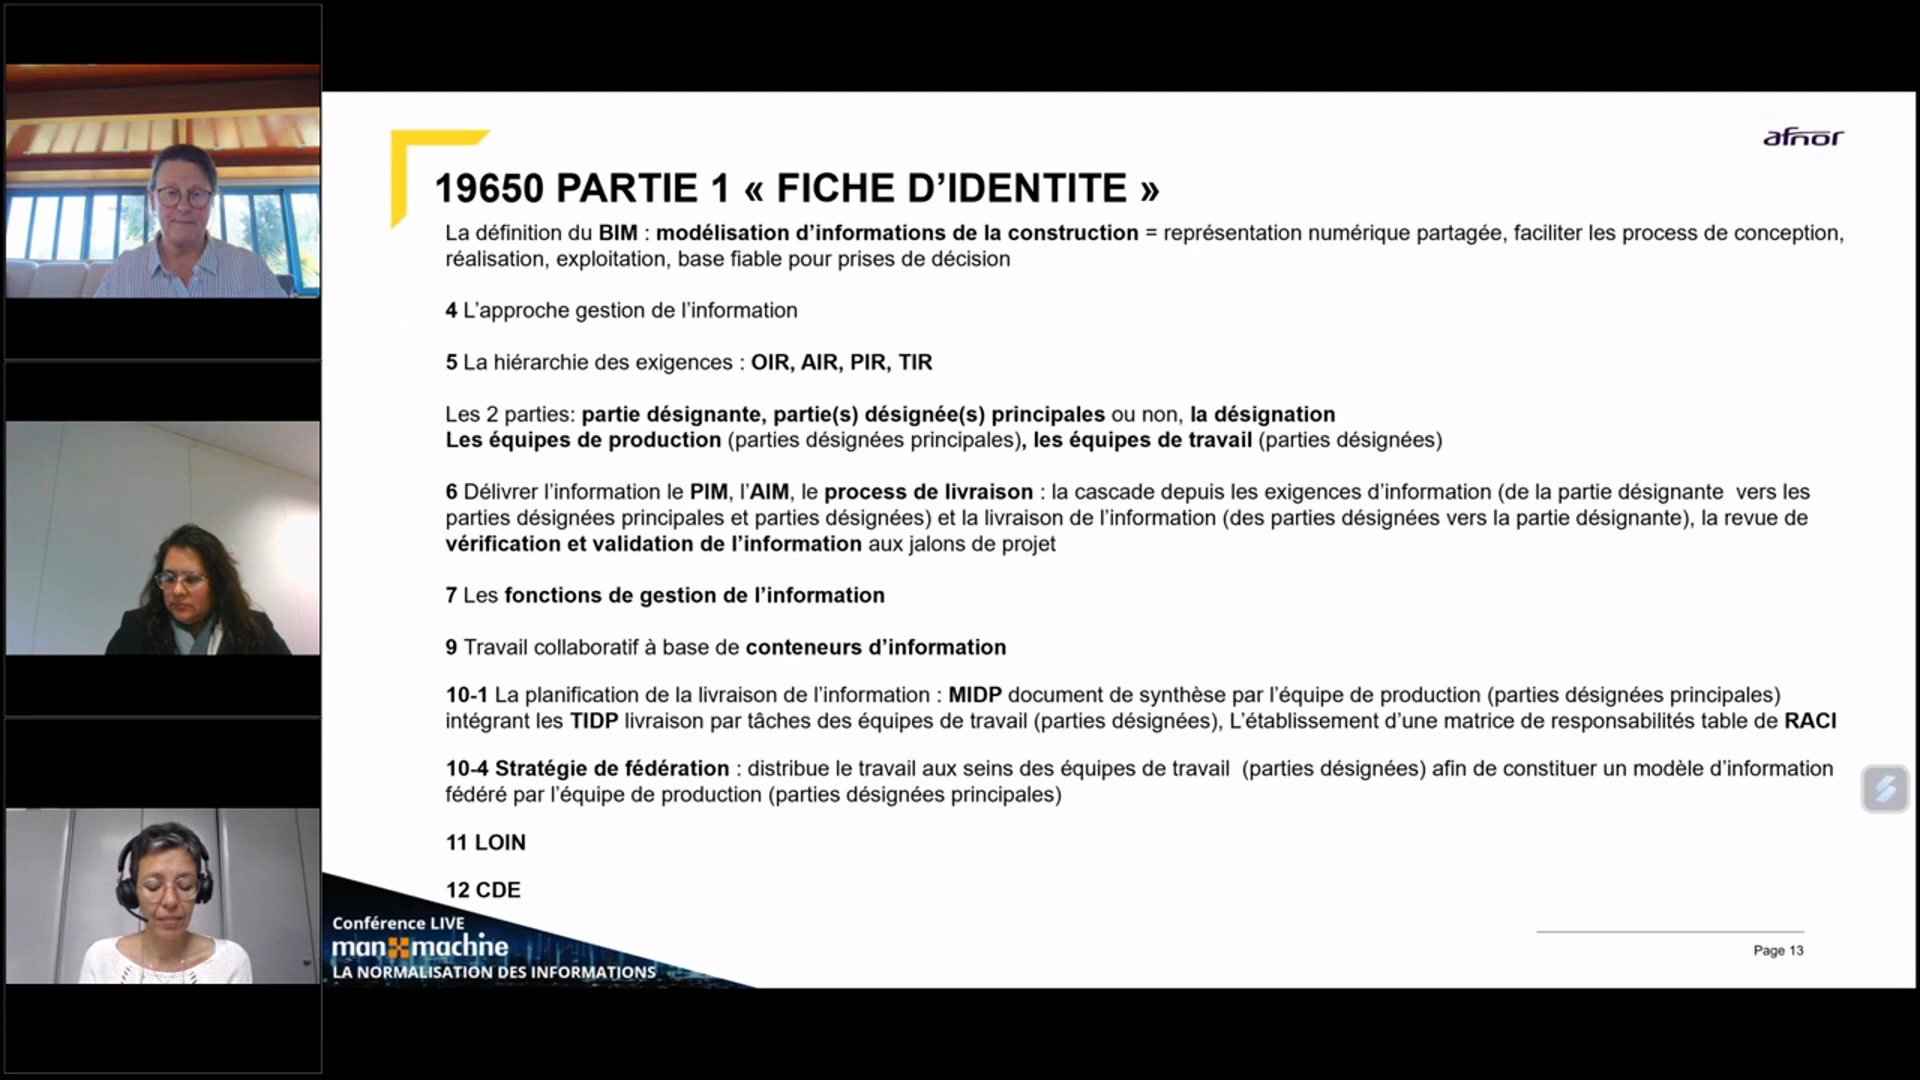 afnor
19650 PARTIE 1 « FICHE D’IDENTITE »
La définition du BIM : modélisation d’informations de la construction = représentation numérique partagée, faciliter les process de conception,
réalisation, exploitation, base fiable pour prises de décision
4 L’approche gestion de l’information
5 La hiérarchie des exigences : OIR, AIR, PIR, TIR
Les 2 parties: partie désignante, partie(s) désignée(s) principales ou non, la désignation
Les équipes de production (parties désignées principales), les équipes de travail (parties désignées)
6 Délivrer l’information le PIM, l’AIM, le process de livraison : la cascade depuis les exigences d’information (de la partie désignante  vers les
parties désignées principales et parties désignées) et la livraison de l’information (des parties désignées vers la partie désignante), la revue de
vérification et validation de l’information aux jalons de projet
7 Les fonctions de gestion de l’information
9 Travail collaboratif à base de conteneurs d’information
10-1 La planification de la livraison de l’information : MIDP document de synthèse par l’équipe de production (parties désignées principales)
intégrant les TIDP livraison par tâches des équipes de travail (parties désignées), L’établissement d’une matrice de responsabilités table de RACI
10-4 Stratégie de fédération : distribue le travail aux seins des équipes de travail  (parties désignées) afin de constituer un modèle d’information
fédéré par l’équipe de production (parties désignées principales)
11 LOIN
12 CDE
Conférence LIVE
man machine
LA NORMALISATION DES INFORMATIONS
Page 13